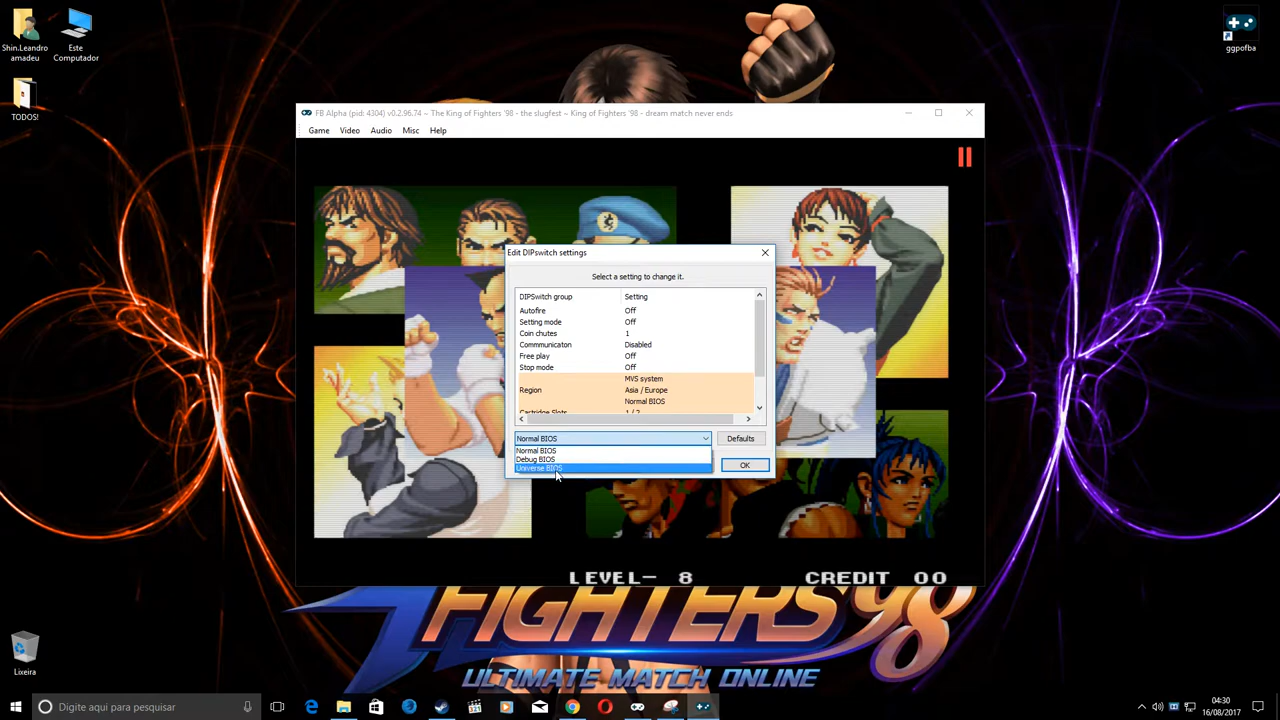 Shin.Leandro
amadeu
Este
Computador
TODOS!
ggpofba
FB Alpha (pid: 4304) v0.2.96.74 ~ The King of Fighters '98 - the slugfest ~ King of Fighters '98 - dream match never ends
Game Video Audio Misc Help
Edit DIPswitch settings
Select a setting to change it.
DIPSwitch group Setting
Autofire Off
Setting mode Off
Coin chutes 1
Commmunicaton Disabled
Free play Off
Stop mode Off
MVS system
Region Asia / Europe
Normal BIOS
Cartridge Slots 1 / 2
Normal BIOS Defaults
Normal BIOS
Debug BIOS
Universe BIOS OK
LEVEL- 8 CREDIT 00
FIGHTERS 98
ULTIMATE MATCH ONLINE
Lixeira
Digite aqui para pesquisar
04:30
16/08/2017